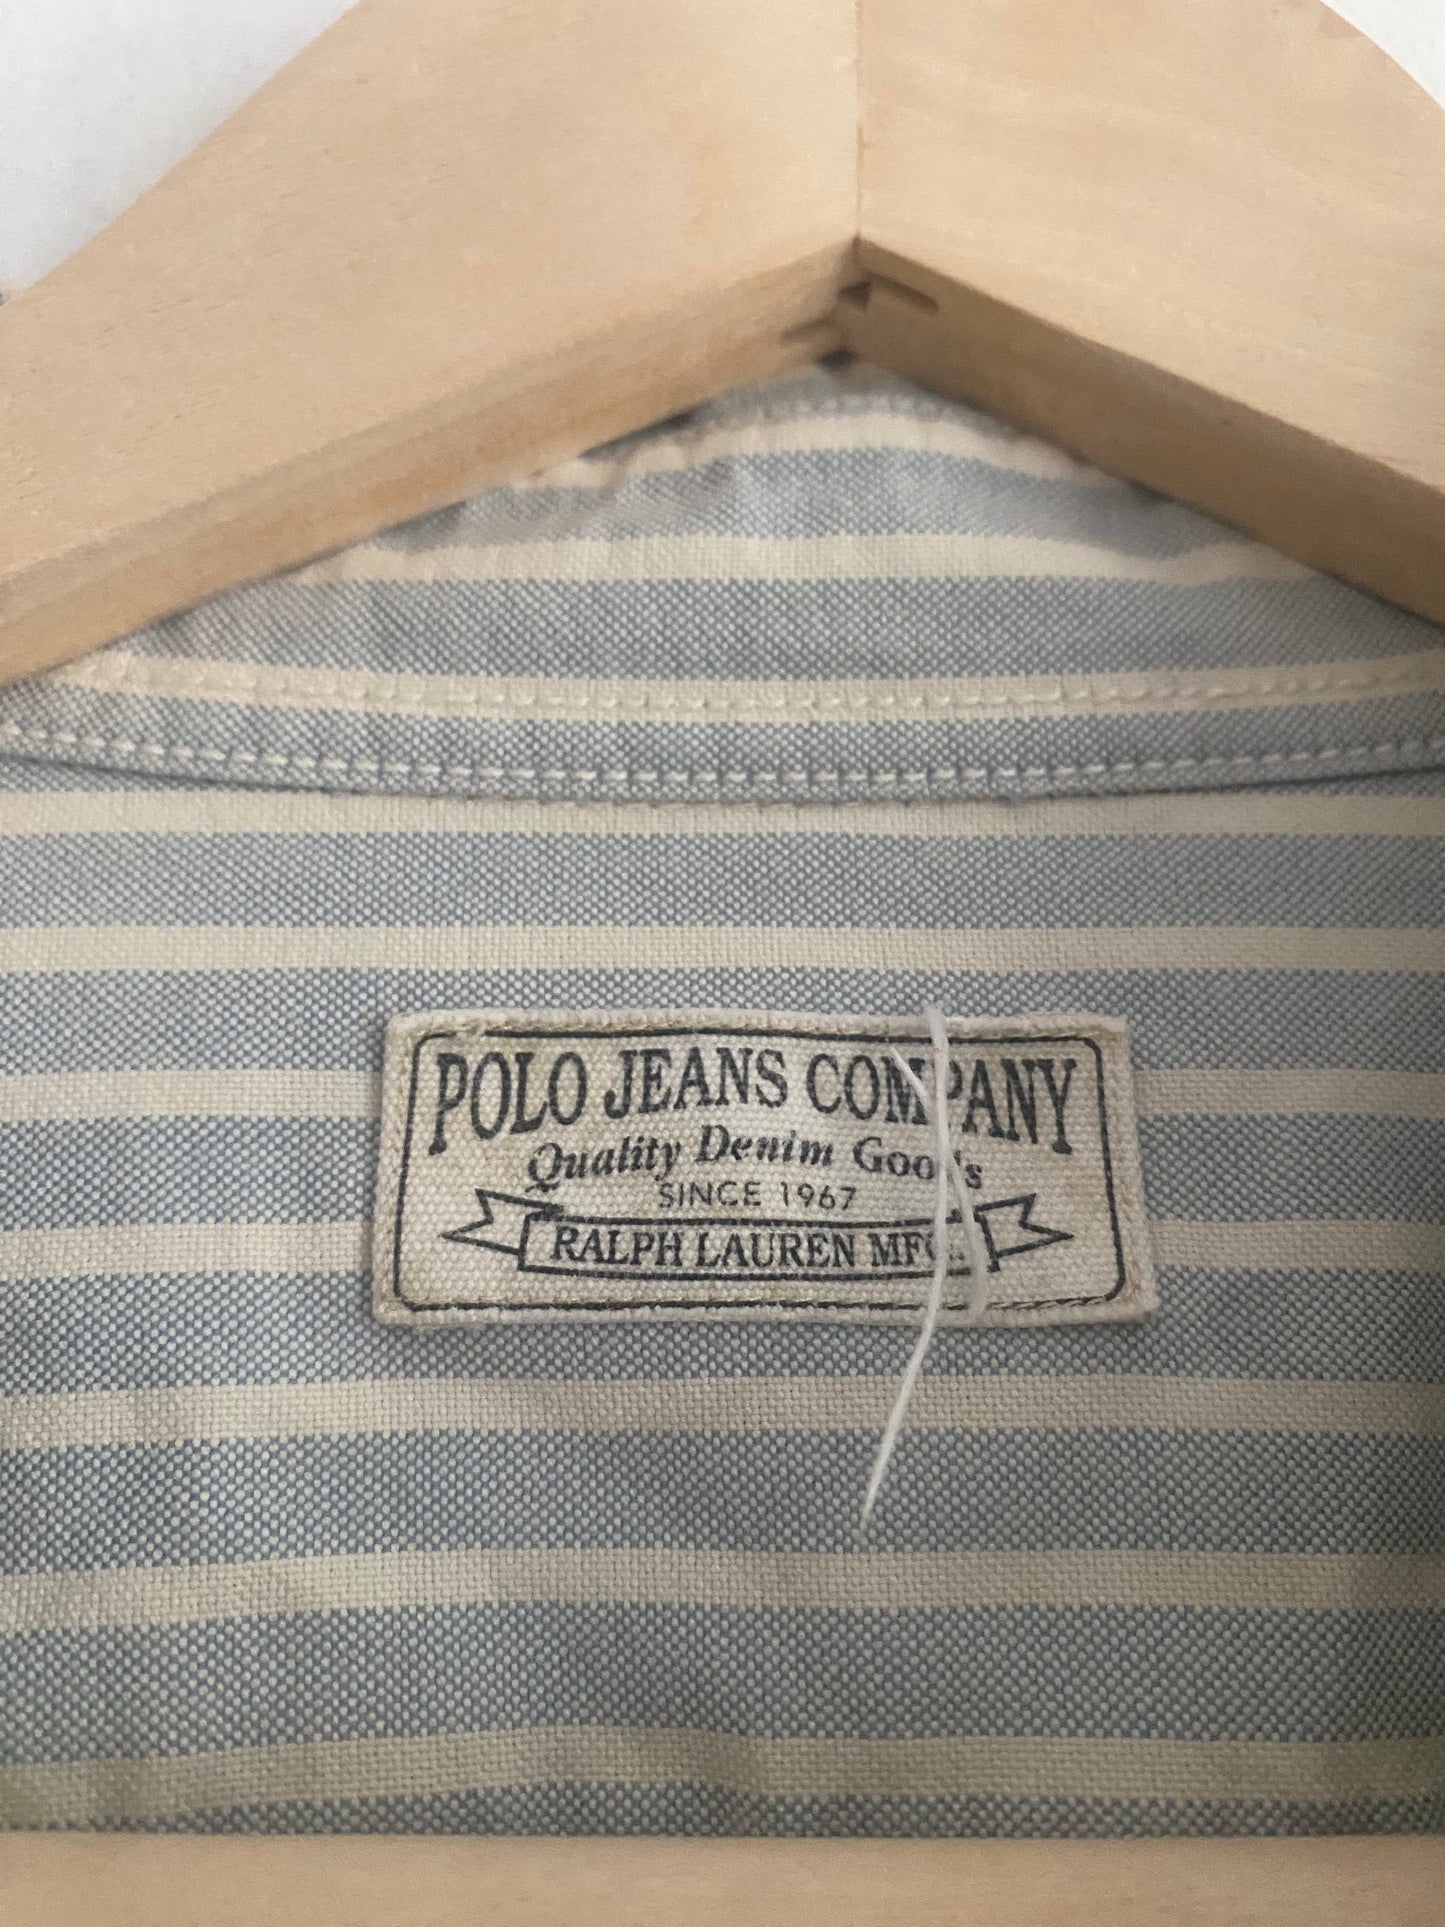 POLO JEANS COMPANY
Quality Denim Goods
SINCE 1967
RALPH LAUREN MFG.